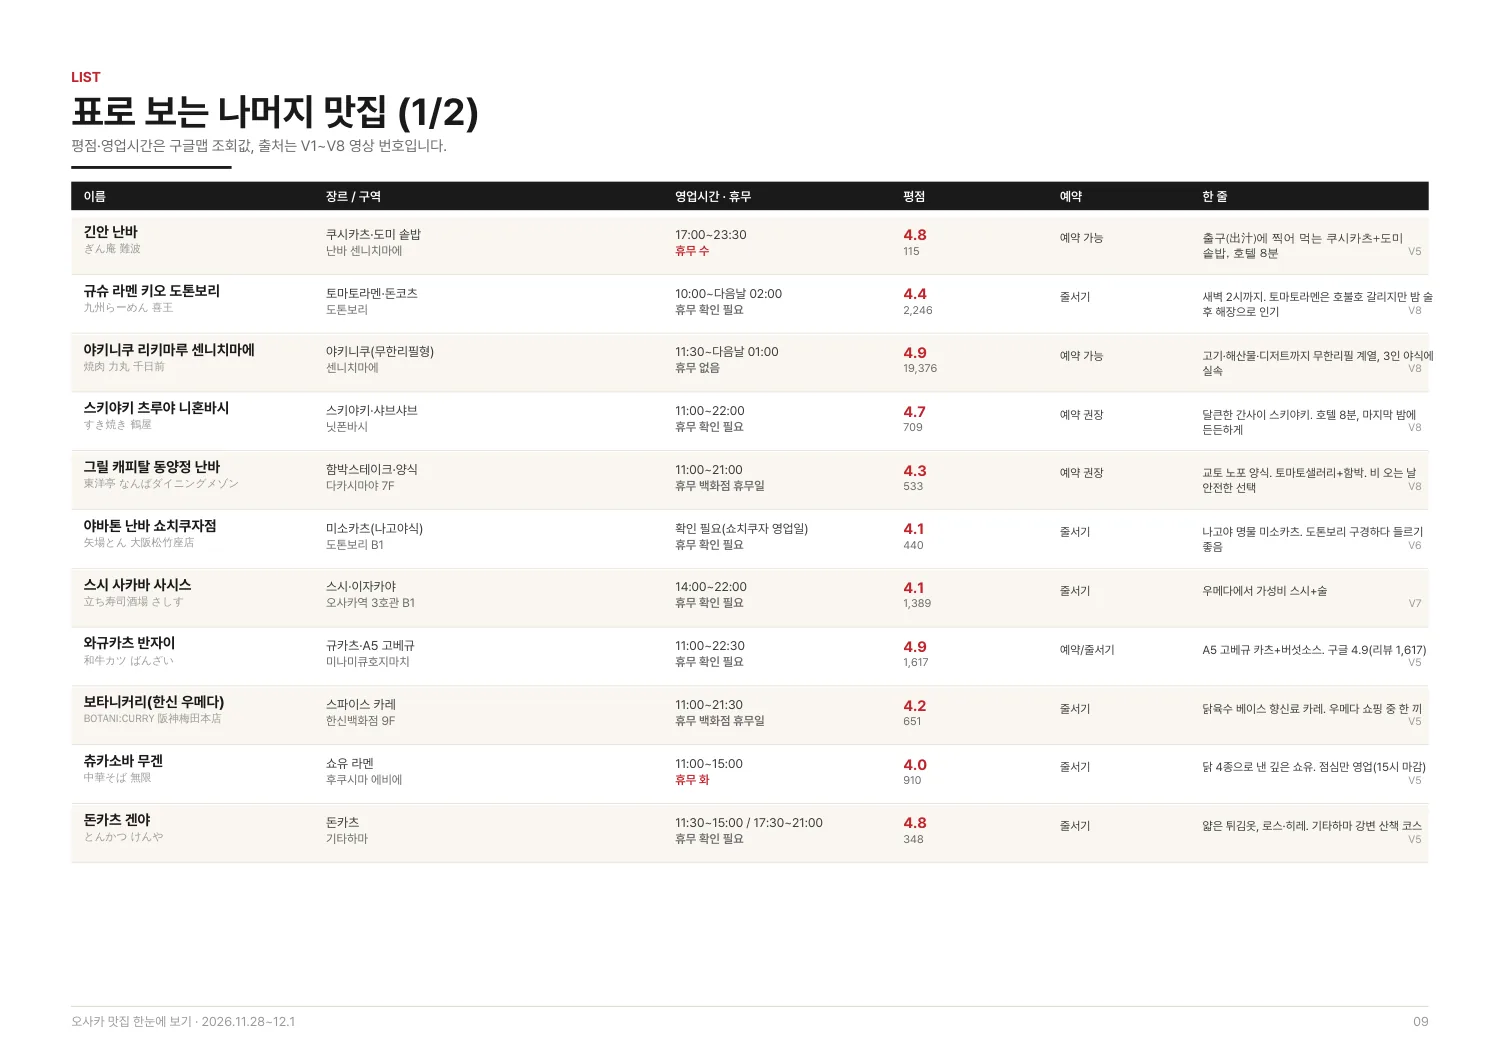 LIST
표로 보는 나머지 맛집 (1/2)
평점·영업시간은 구글맵 조회값, 출처는 V1~V8 영상 번호입니다.
이름 장르 / 구역 영업시간 · 휴무 평점 예약 한 줄
긴안 난바 쿠시카츠·도미 솥밥 17:00~23:30 4.8 예약 가능 출구(出汁)에 찍어 먹는 쿠시카츠+도미
ぎん庵 難波 난바 센니치마에 휴무 수 115 솥밥. 호텔 8분 V5
규슈 라멘 키오 도톤보리 토마토라멘·돈코츠 10:00~다음날 02:00 4.4 줄서기 새벽 2시까지. 토마토라멘은 호불호 갈리지만 밤 술
九州らーめん 喜王 도톤보리 휴무 확인 필요 2,246 후 해장으로 인기 V8
야키니쿠 리키마루 센니치마에 야키니쿠(무한리필형) 11:30~다음날 01:00 4.9 예약 가능 고기·해산물·디저트까지 무한리필 계열, 3인 야식에
焼肉 力丸 千日前 센니치마에 휴무 없음 19,376 실속 V8
스키야키 츠루야 니혼바시 스키야키·샤브샤브 11:00~22:00 4.7 예약 권장 달큰한 간사이 스키야키. 호텔 8분, 마지막 밤에
すき焼き 鶴屋 닛폰바시 휴무 확인 필요 709 든든하게 V8
그릴 캐피탈 동양정 난바 함박스테이크·양식 11:00~21:00 4.3 예약 권장 교토 노포 양식. 토마토샐러리+함박. 비 오는 날
東洋亭 なんばダイニングメゾン 다카시마야 7F 휴무 백화점 휴무일 533 안전한 선택 V8
야바톤 난바 쇼치쿠자점 미소카츠(나고야식) 확인 필요(쇼치쿠자 영업일) 4.1 줄서기 나고야 명물 미소카츠. 도톤보리 구경하다 들르기
矢場とん 大阪松竹座店 도톤보리 B1 휴무 확인 필요 440 좋음 V6
스시 사카바 사시스 스시·이자카야 14:00~22:00 4.1 줄서기 우메다에서 가성비 스시+술
立ち寿司酒場 さしす 오사카역 3호관 B1 휴무 확인 필요 1,389 V7
와규카츠 반자이 규카츠·A5 고베규 11:00~22:30 4.9 예약/줄서기 A5 고베규 카츠+버섯소스. 구글 4.9(리뷰 1,617)
和牛カツ ばんざい 미나미큐호지마치 휴무 확인 필요 1,617 V5
보타니커리(한신 우메다) 스파이스 카레 11:00~21:30 4.2 줄서기 닭육수 베이스 향신료 카레. 우메다 쇼핑 중 한 끼
BOTANI:CURRY 阪神梅田本店 한신백화점 9F 휴무 백화점 휴무일 651 V5
츄카소바 무겐 쇼유 라멘 11:00~15:00 4.0 줄서기 닭 4종으로 낸 깊은 쇼유. 점심만 영업(15시 마감)
中華そば 無限 후쿠시마 에비에 휴무 화 910 V5
돈카츠 겐야 돈카츠 11:30~15:00 / 17:30~21:00 4.8 줄서기 얇은 튀김옷, 로스·히레. 기타하마 강변 산책 코스
とんかつ けんや 기타하마 휴무 확인 필요 348 V5
오사카 맛집 한눈에 보기 · 2026.11.28~12.1 09